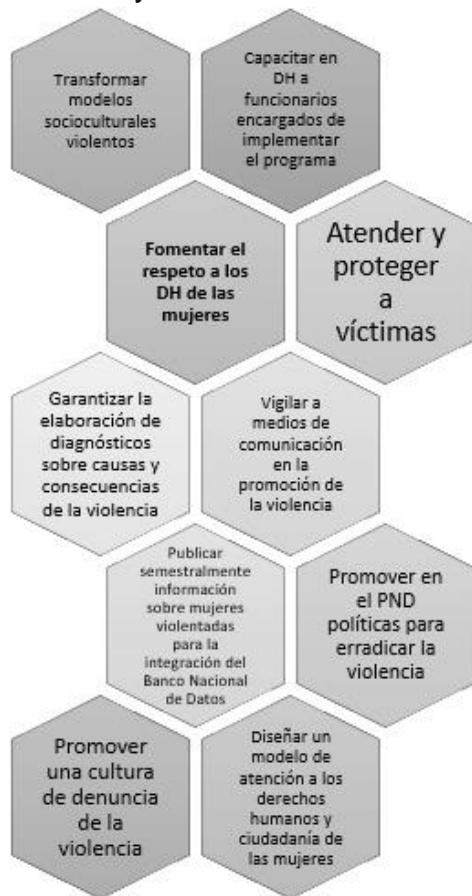 Transformar
modelos
socioculturales
violentos
Capacitar en
DH a
funcionarios
encargados de
implementar
el programa
Fomentar el
respeto a los
DH de las
mujeres
Atender y
proteger
a
víctimas
Garantizar la
elaboración de
diagnósticos
sobre causas y
consecuencias
de la violencia
Vigilar a
medios de
comunicación
en la
promoción de
la violencia
Publicar
semestralmente
información
sobre mujeres
violentadas
para la
integración del
Banco Nacional
de Datos
Promover en
el PND
políticas para
erradicar la
violencia
Promover
una cultura
de denuncia
de la
violencia
Diseñar un
modelo de
atención a los
derechos
humanos y
ciudadanía de
las mujeres